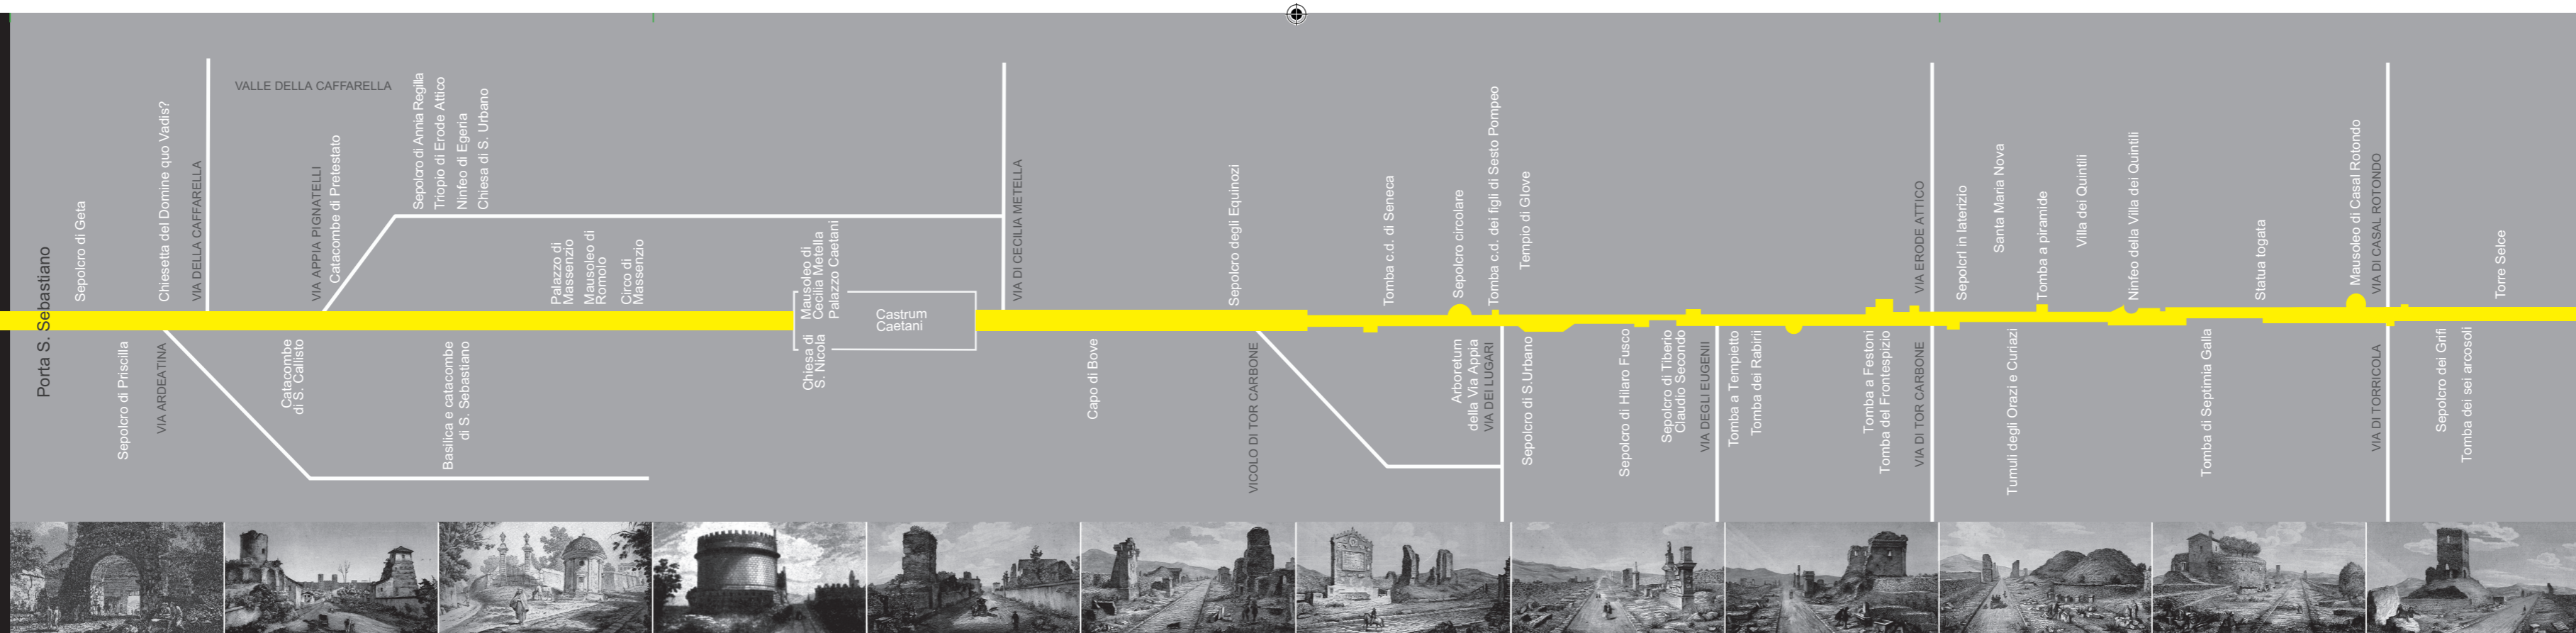 Porta S. Sebastiano
Sepolcro di Geta
Sepolcro di Priscilla
Chiesetta del Domine quo Vadis?
VIA ARDEATINA
VIA DELLA CAFFARELLA
VALLE DELLA CAFFARELLA
Catacombe
di S. Callisto
VIA APPIA PIGNATELLI
Catacombe di Pretestato
Sepolcro di Annia Regilla
Triopio di Erode Attico
Ninfeo di Egeria
Chiesa di S. Urbano
Basilica e catacombe
di S. Sebastiano
Palazzo di
Massenzio
Mausoleo di
Romolo
Circo di
Massenzio
Mausoleo di
Cecilia Metella
Palazzo Caetani
Chiesa di
S. Nicola
Castrum
Caetani
VIA DI CECILIA METELLA
Capo di Bove
Sepolcro degli Equinozi
VICOLO DI TOR CARBONE
Tomba c.d. di Seneca
Sepolcro circolare
Tomba c.d. dei figli di Sesto Pompeo
Tempio di Glove
Arboretum
della Via Appia
VIA DEI LUGARI
Sepolcro di S.Urbano
Sepolcro di Hilaro Fusco
Sepolcro di Tiberio
Claudio Secondo
VIA DEGLI EUGENII
Tomba a Tempietto
Tomba dei Rabirii
Tomba a Festoni
Tomba del Frontespizio
VIA ERODE ATTICO
VIA DI TOR CARBONE
Sepolcri in laterizio
Santa Maria Nova
Tomba a piramide
Villa dei Quintili
Ninfeo della Villa dei Quintili
Tumuli degli Orazi e Curiazi
Tomba di Septimia Galla
Statua togata
Mausoleo di Casal Rotondo
VIA DI CASAL ROTONDO
VIA DI TORRICOLA
Sepolcro dei Grifi
Tomba dei sei arcosoli
Torre Selce